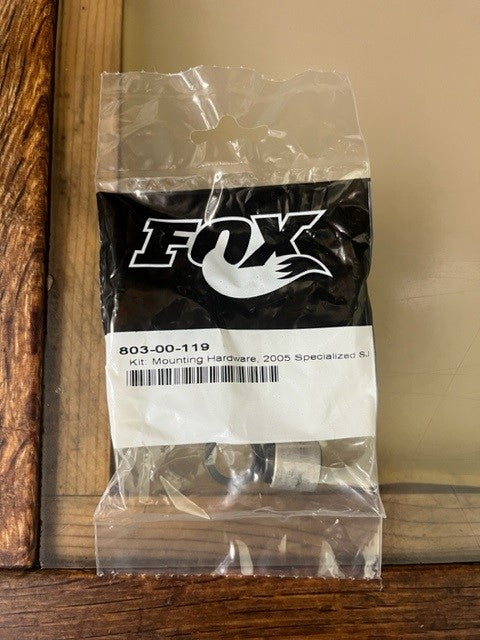 FOX
803-00-119
Kit: Mounting Hardware, 2005 Specialized SJ